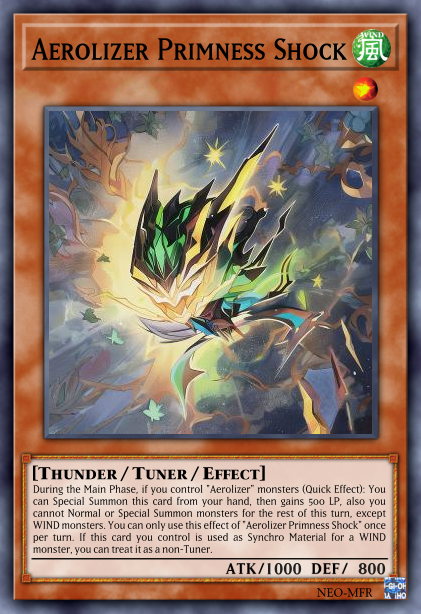 AEROLIZER PRIMNESS SHOCK
WIND
風
[THUNDER / TUNER / EFFECT]
During the Main Phase, if you control "Aerolizer" monsters (Quick Effect): You
can Special Summon this card from your hand, then gains 500 LP, also you
cannot Normal or Special Summon monsters for the rest of this turn, except
WIND monsters. You can only use this effect of "Aerolizer Primness Shock" once
per turn. If this card you control is used as Synchro Material for a WIND
monster, you can treat it as a non-Tuner.
ATK/1000 DEF/ 800
NEO-MFR